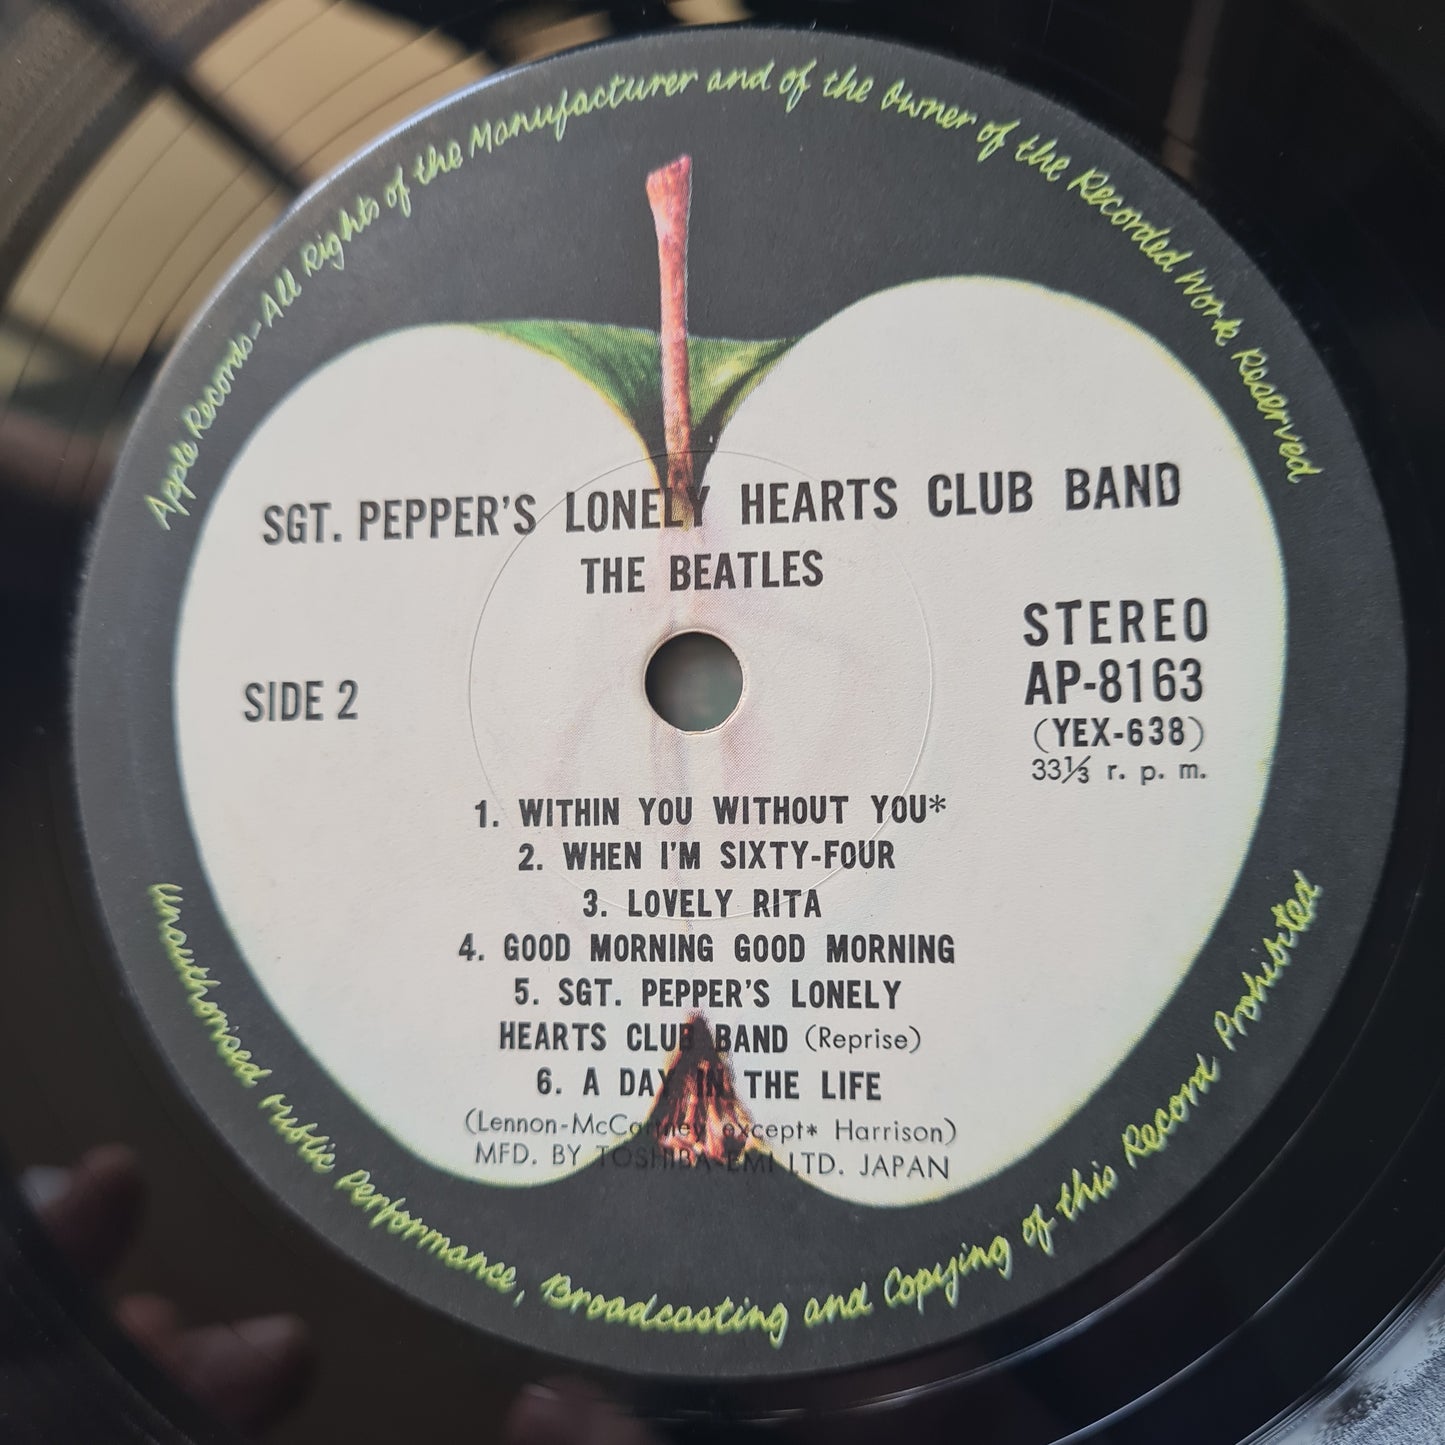 Apple Records-All Rights of the Manufacturer and of the Owner of the Recorded Work Reserved
SGT. PEPPER'S LONELY HEARTS CLUB BAND
THE BEATLES
STEREO
AP-8163
(YEX-638)
33⅓ r. p. m.
SIDE 2
1. WITHIN YOU WITHOUT YOU*
2. WHEN I'M SIXTY-FOUR
3. LOVELY RITA
4. GOOD MORNING GOOD MORNING
5. SGT. PEPPER'S LONELY
HEARTS CLUB BAND (Reprise)
6. A DAY IN THE LIFE
(Lennon-McCartney except* Harrison)
MFD. BY TOSHIBA-EMI LTD. JAPAN
Unauthorised Public Performance, Broadcasting and Copying of this Record Prohibited